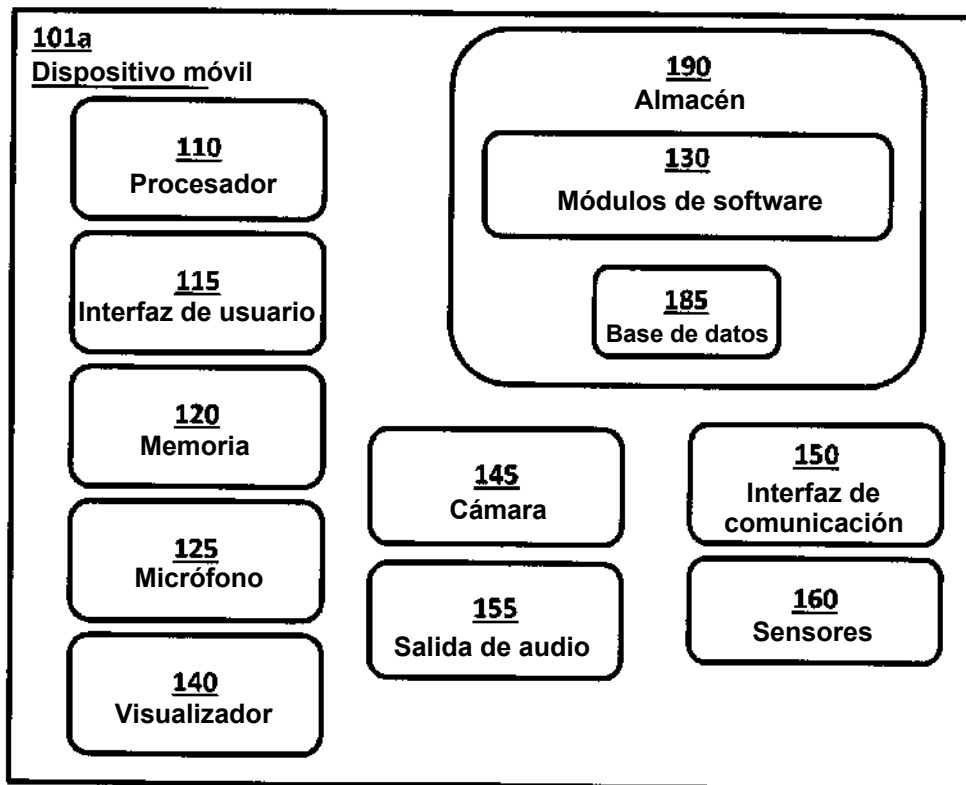 101a
Dispositivo móvil
110
Procesador
115
Interfaz de usuario
120
Memoria
125
Micrófono
140
Visualizador
190
Almacén
130
Módulos de software
185
Base de datos
145
Cámara
155
Salida de audio
150
Interfaz de
comunicación
160
Sensores